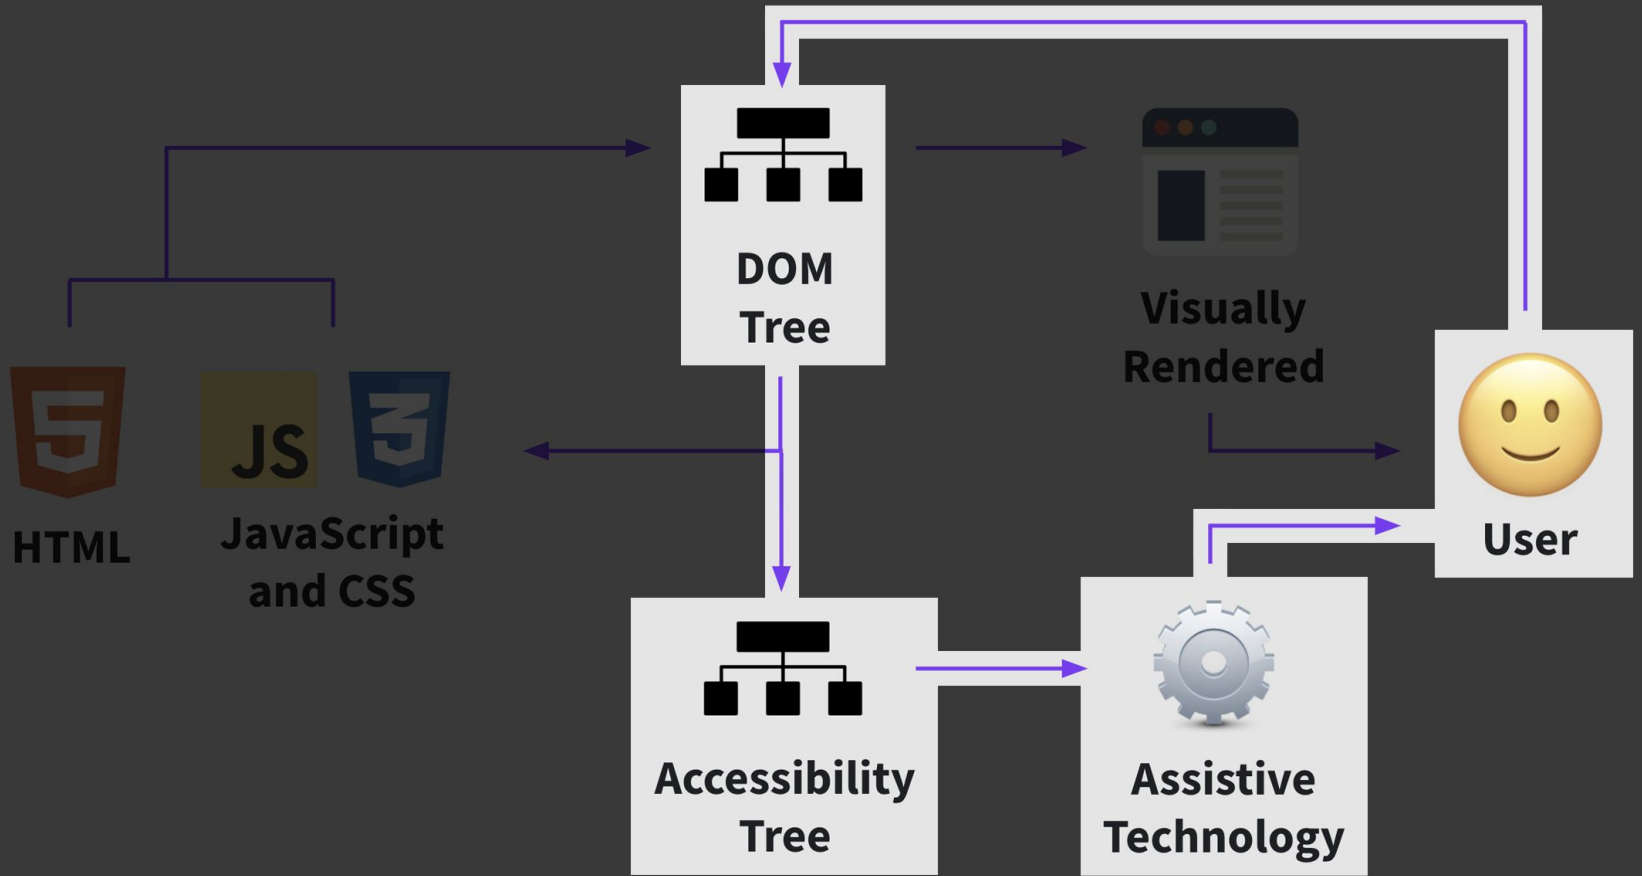 DOM
Tree
Visually
Rendered
JS
HTML
JavaScript
and CSS
User
Accessibility
Tree
Assistive
Technology